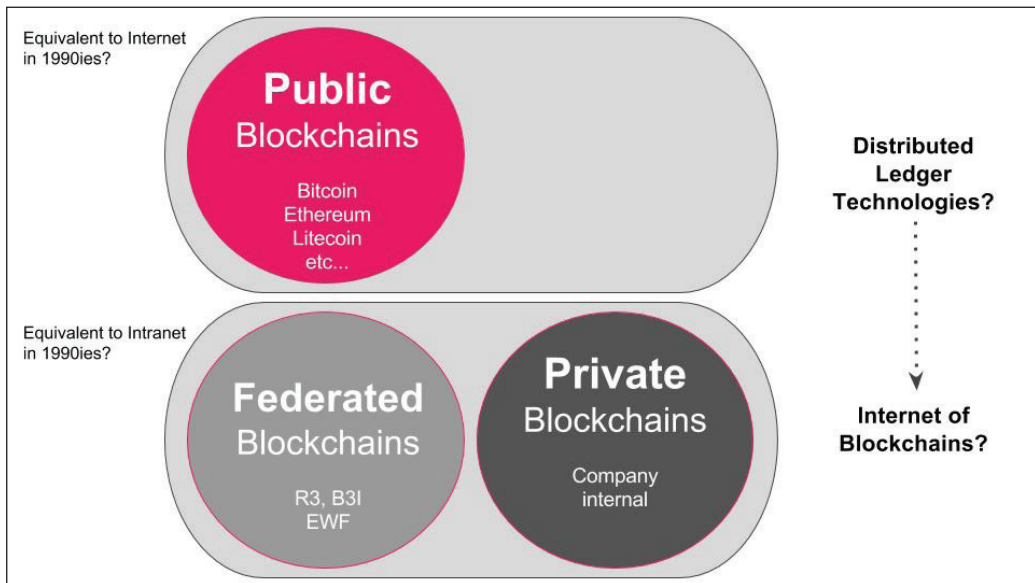 Equivalent to Internet
in 1990ies?
Public
Blockchains
Bitcoin
Ethereum
Litecoin
etc...
Distributed
Ledger
Technologies?
Equivalent to Intranet
in 1990ies?
Federated
Blockchains
R3, B3I
EWF
Private
Blockchains
Company
internal
Internet of
Blockchains?